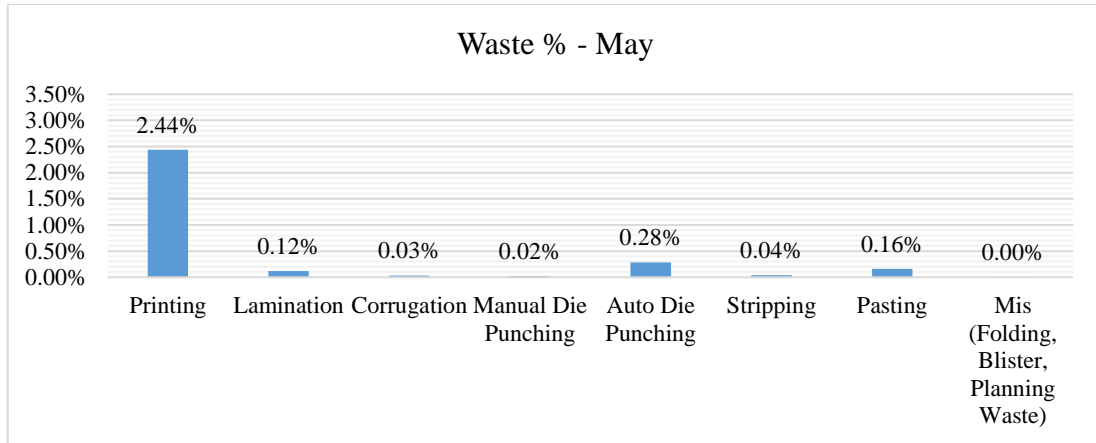 Waste % - May
3.50%
3.00%
2.50%
2.00%
1.50%
1.00%
0.50%
0.00%
2.44%
0.12%
0.03%
0.02%
0.28%
0.04%
0.16%
0.00%
Printing
Lamination
Corrugation
Manual Die
Punching
Auto Die
Punching
Stripping
Pasting
Mis
(Folding,
Blister,
Planning
Waste)